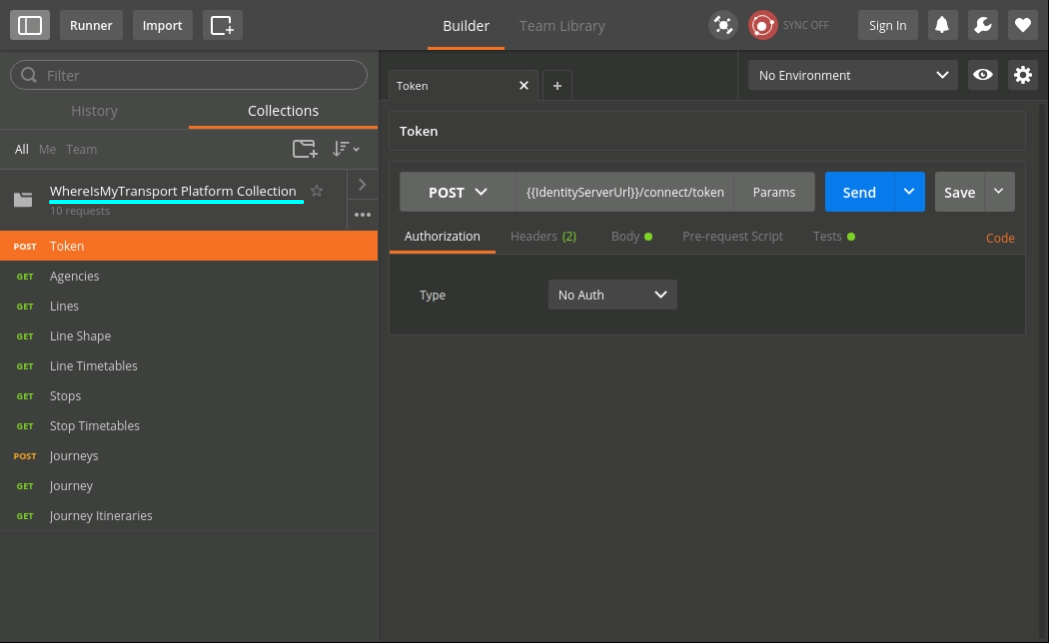 Runner Import Builder Team Library SYNC OFF Sign In
Filter
History Collections
All Me Team
WhereIsMyTransport Platform Collection
10 requests
POST Token
GET Agencies
GET Lines
GET Line Shape
GET Line Timetables
GET Stops
GET Stop Timetables
POST Journeys
GET Journey
GET Journey Itineraries
Token × + No Environment
Token
POST {{IdentityServerUrl}}/connect/token Params Send Save
Authorization Headers (2) Body Pre-request Script Tests Code
Type No Auth